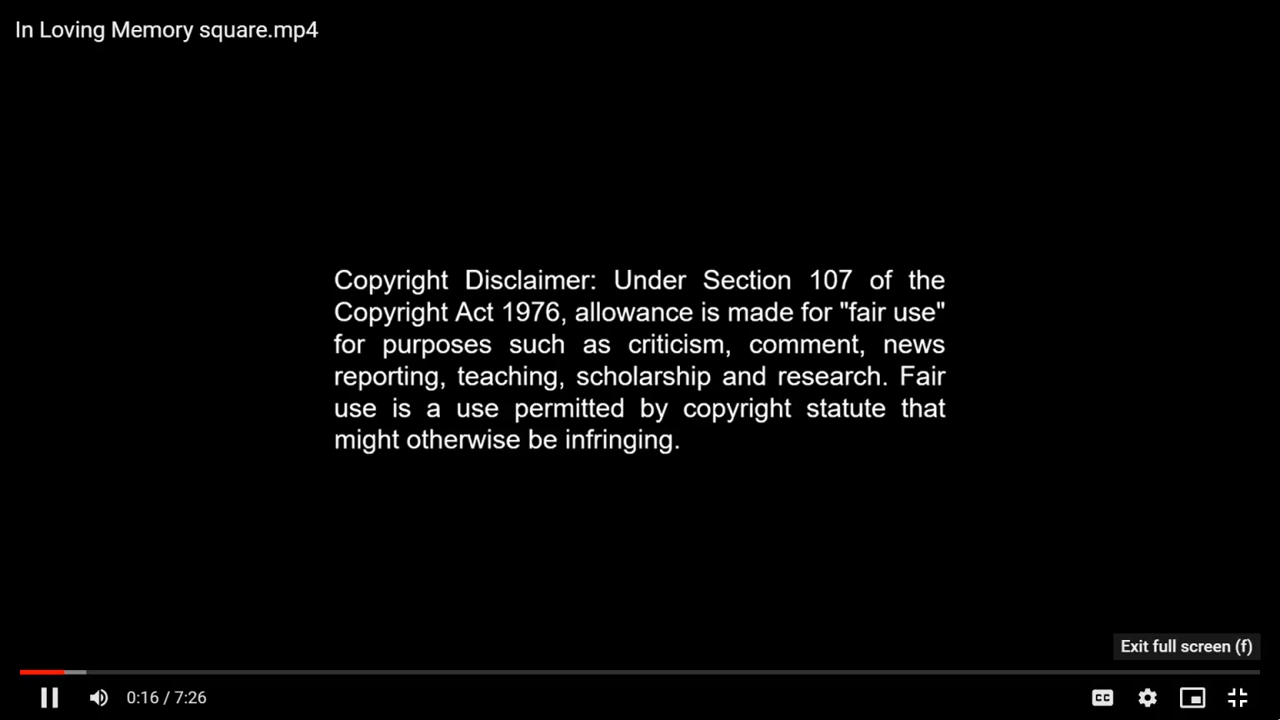 In Loving Memory square.mp4
Copyright Disclaimer: Under Section 107 of the
Copyright Act 1976, allowance is made for "fair use"
for purposes such as criticism, comment, news
reporting, teaching, scholarship and research. Fair
use is a use permitted by copyright statute that
might otherwise be infringing.
Exit full screen (f)
0:16 / 7:26
CC